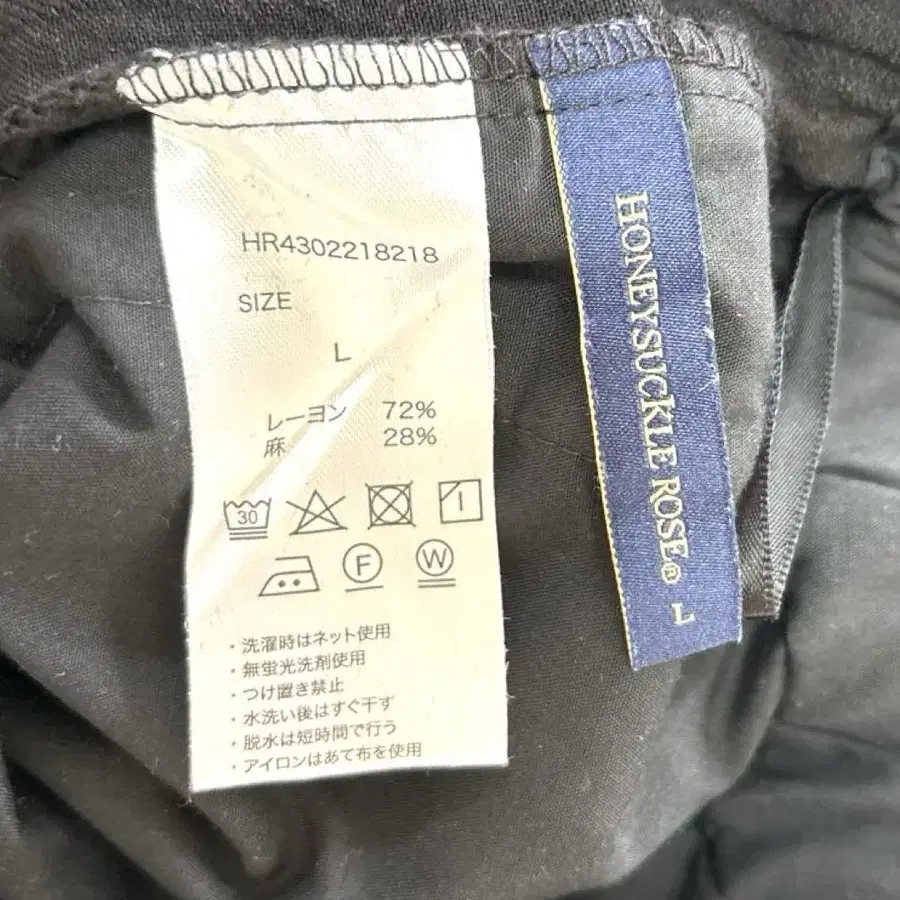 HR4302218218
SIZE
L
レーヨン 72%
麻 28%
30
F W
・洗濯時はネット使用
・無蛍光洗剤使用
・つけ置き禁止
・水洗い後はすぐ干す
・脱水は短時間で行う
・アイロンはあて布を使用
HONEYSUCKLE ROSE® L